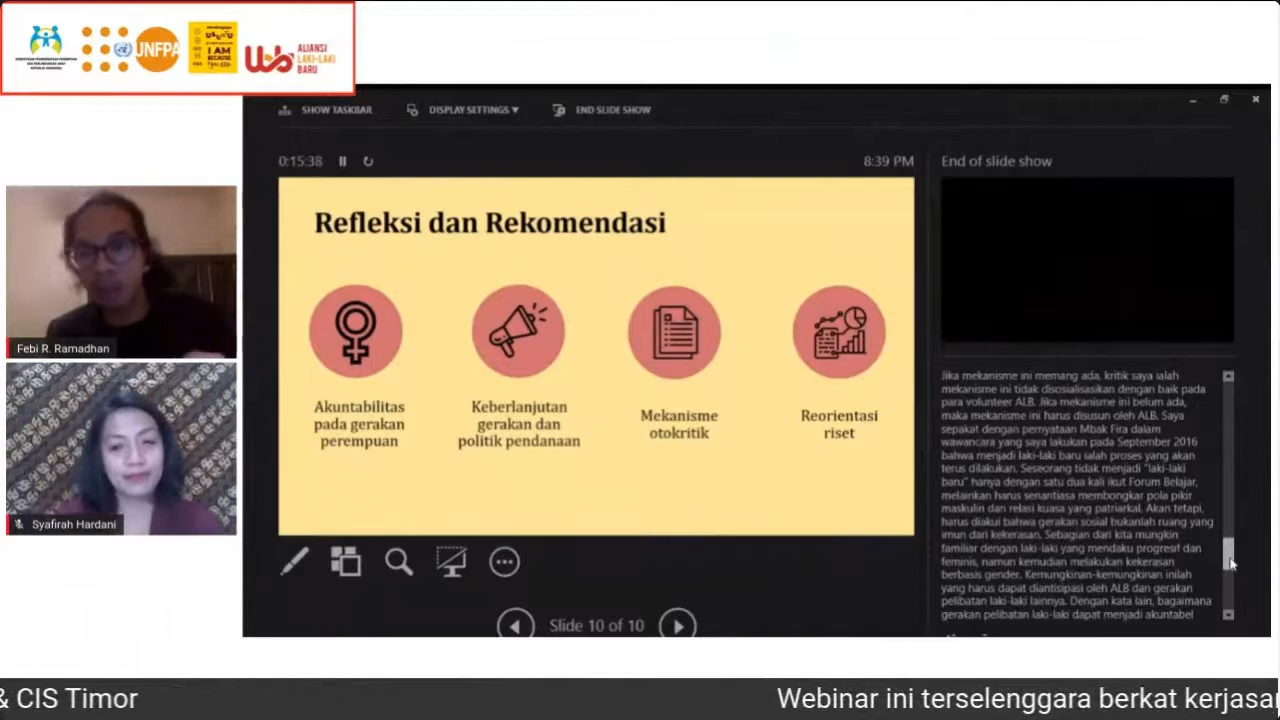 UNFPA
I AM
BECAUSE
ALIANSI
LAKI-LAKI
BARU
SHOW TASKBAR
DISPLAY SETTINGS ▾
END SLIDE SHOW
0:15:38
8:39 PM
End of slide show
Refleksi dan Rekomendasi
Akuntabilitas
pada gerakan
perempuan
Keberlanjutan
gerakan dan
politik pendanaan
Mekanisme
otokritik
Reorientasi
riset
Febi R. Ramadhan
Syafirah Hardani
Jika mekanisme ini memang ada, kritik saya ialah
mekanisme ini tidak disosialisasikan dengan baik pada
para volunteer ALB. Jika mekanisme ini belum ada,
maka mekanisme ini harus disusun oleh ALB. Saya
sepakat dengan pernyataan Mbak Fira dalam
wawancara yang saya lakukan pada September 2016
bahwa menjadi laki-laki baru ialah proses yang akan
terus dilakukan. Seseorang tidak menjadi "laki-laki
baru" hanya dengan satu dua kali ikut Forum Belajar,
melainkan harus senantiasa membongkar pola pikir
maskulin dan relasi kuasa yang patriarkal. Akan tetapi,
harus diakui bahwa gerakan sosial bukanlah ruang yang
imun dari kekerasan. Sebagian dari kita mungkin
familiar dengan laki-laki yang mendaku progresif dan
feminis, namun kemudian melakukan kekerasan
berbasis gender. Kemungkinan-kemungkinan inilah
yang harus dapat diantisipasi oleh ALB dan gerakan
pelibatan laki-laki lainnya. Dengan kata lain, bagaimana
gerakan pelibatan laki-laki dapat menjadi akuntabel
Slide 10 of 10
& CIS Timor
Webinar ini terselenggara berkat kerjasa